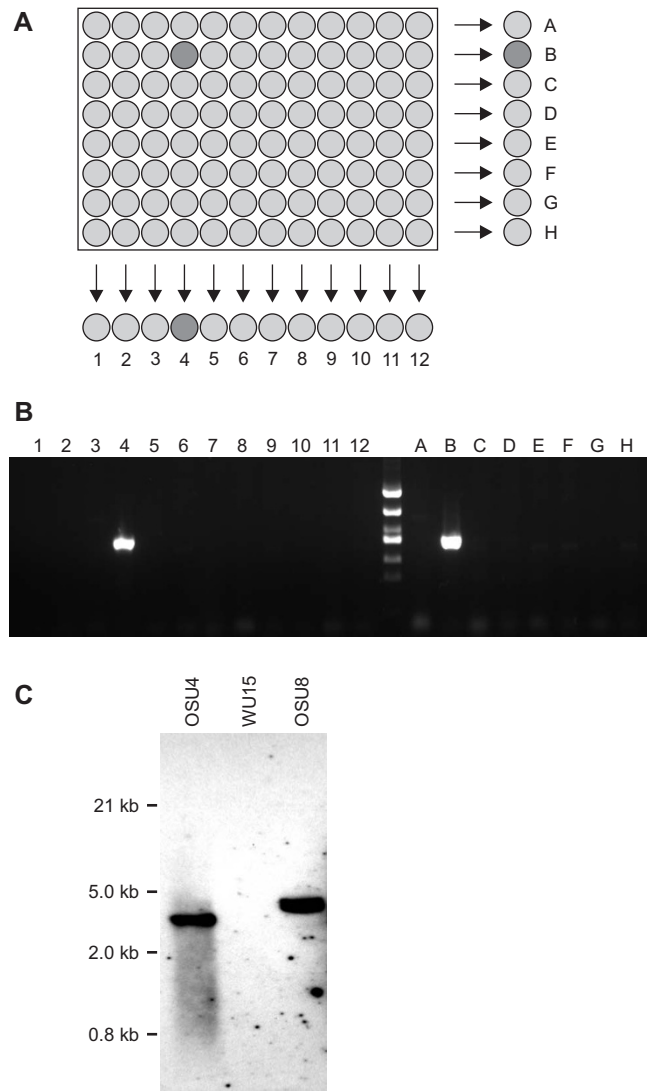 A
A
B
C
D
E
F
G
H
1 2 3 4 5 6 7 8 9 10 11 12
B
1 2 3 4 5 6 7 8 9 10 11 12 A B C D E F G H
C
OSU4 WU15 OSU8
21 kb
5.0 kb
2.0 kb
0.8 kb